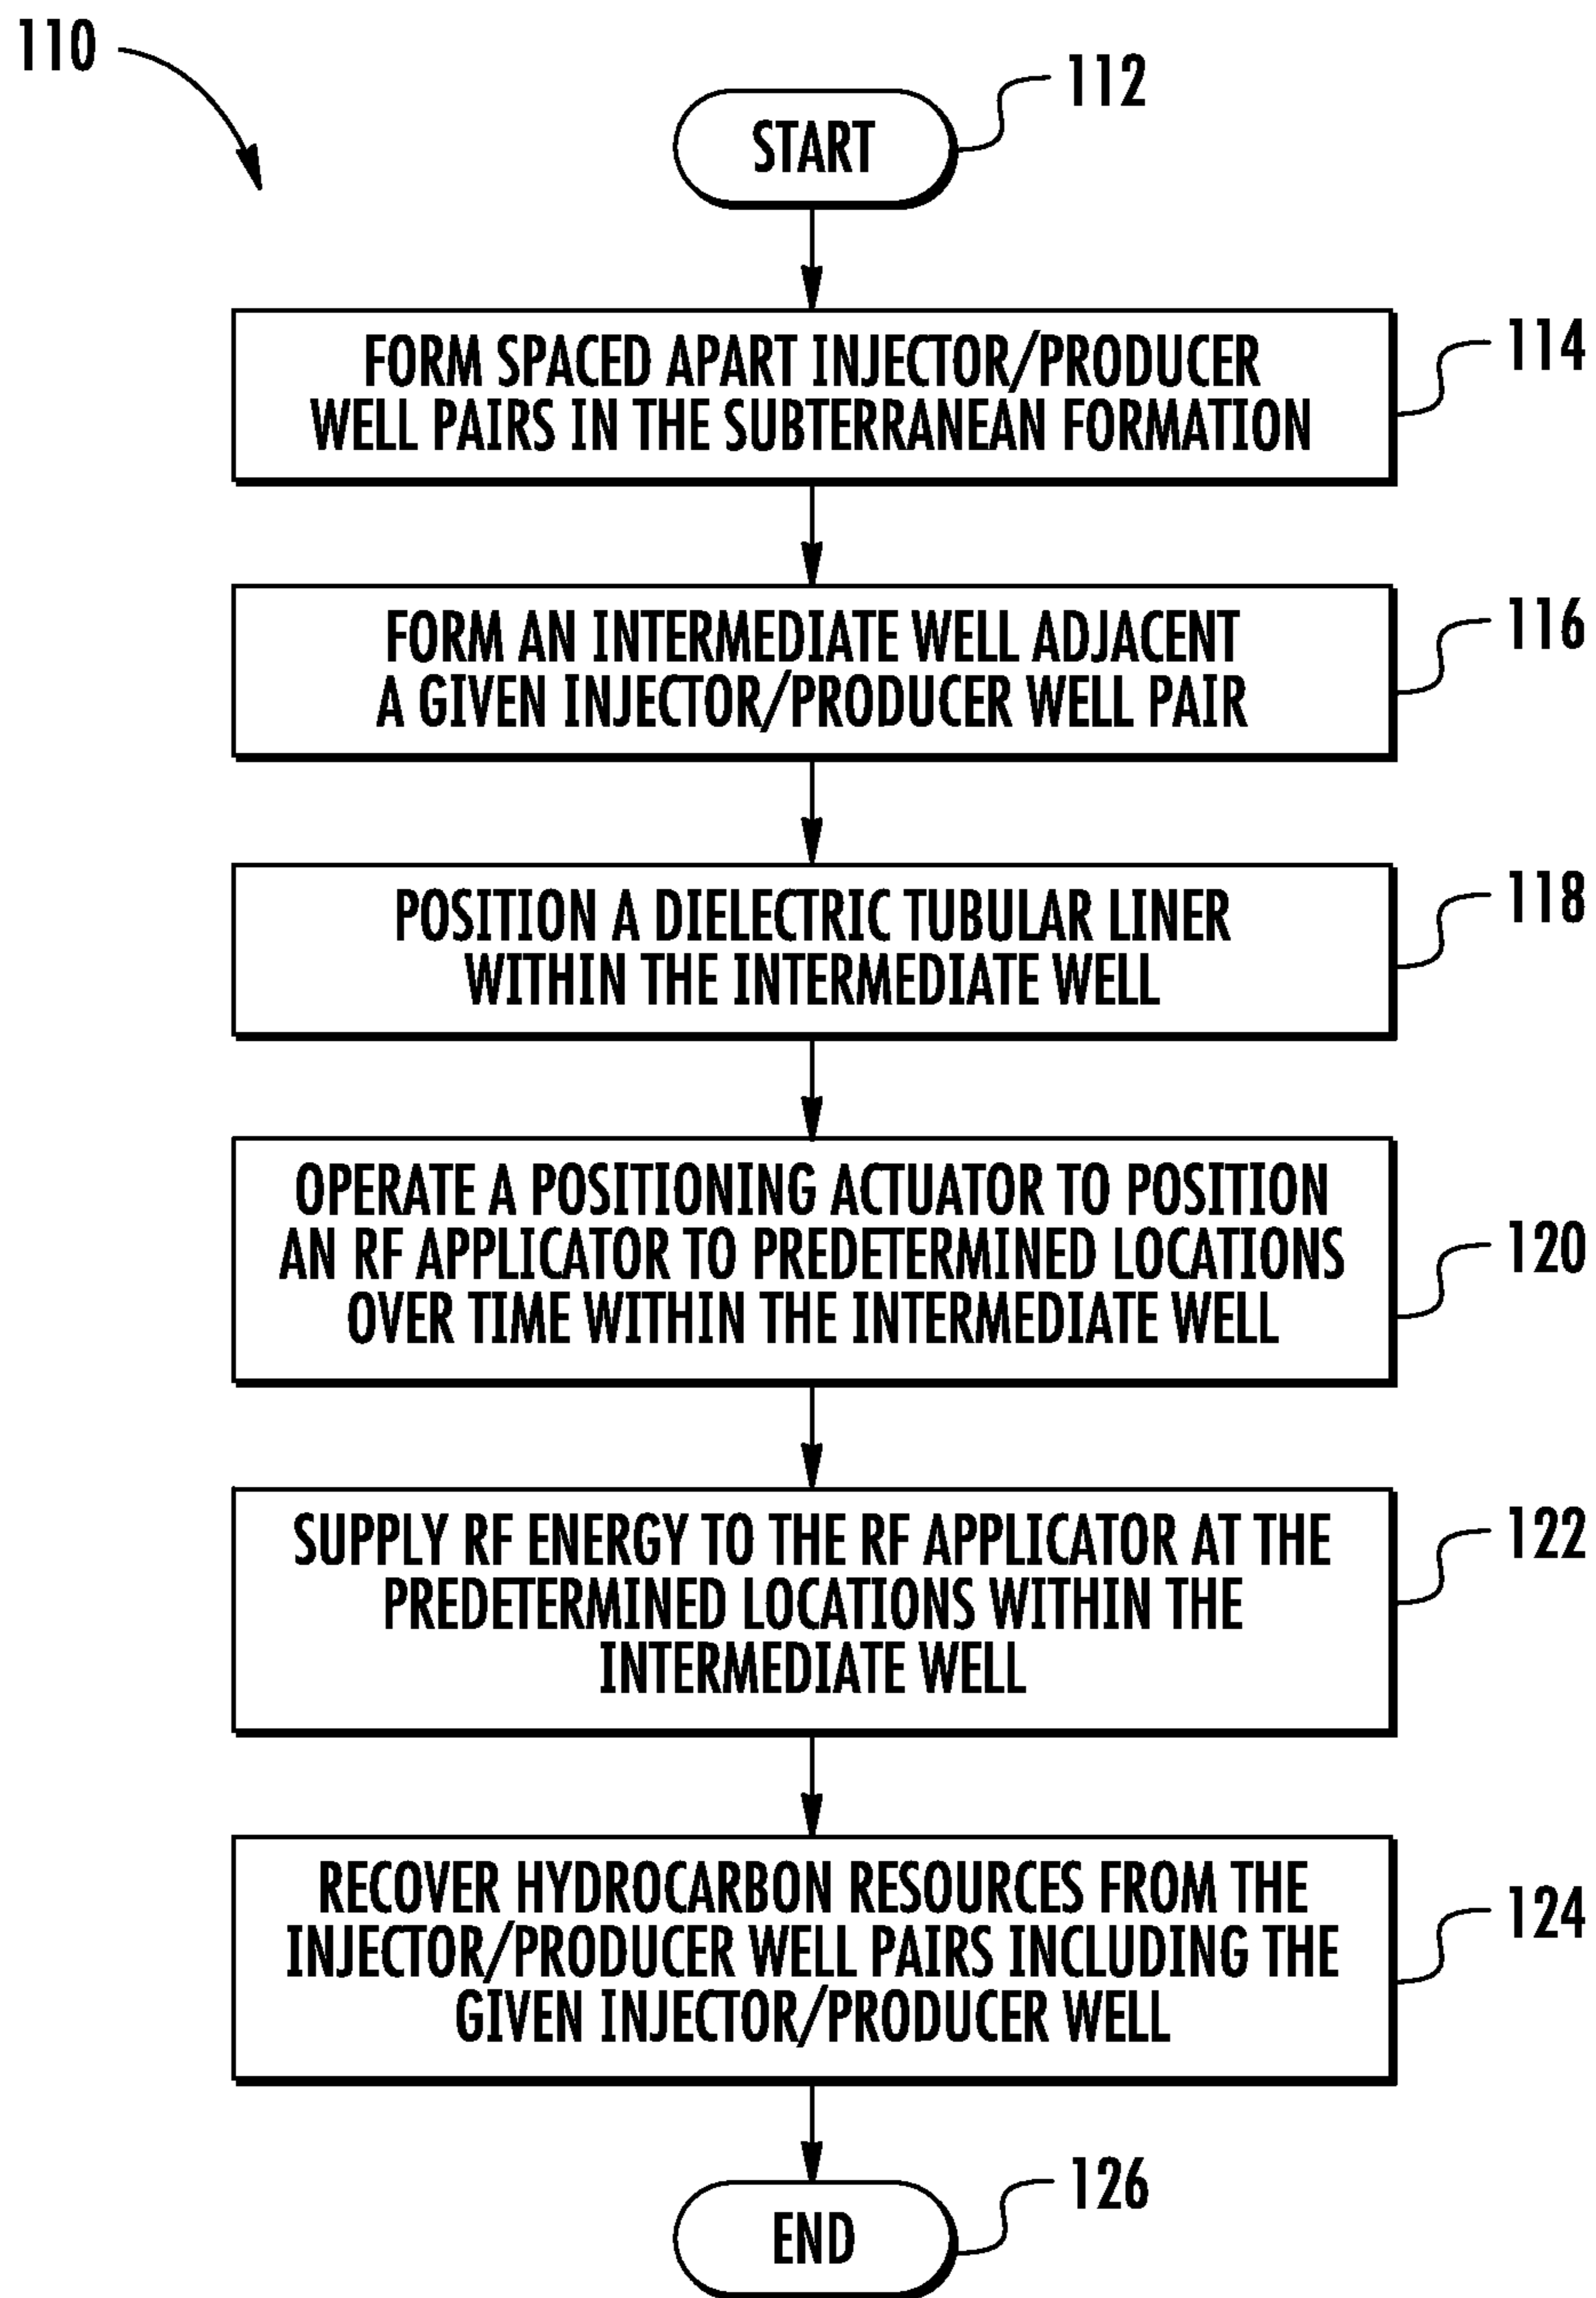 110
112
START
FORM SPACED APART INJECTOR/PRODUCER
WELL PAIRS IN THE SUBTERRANEAN FORMATION
114
FORM AN INTERMEDIATE WELL ADJACENT
A GIVEN INJECTOR/PRODUCER WELL PAIR
116
POSITION A DIELECTRIC TUBULAR LINER
WITHIN THE INTERMEDIATE WELL
118
OPERATE A POSITIONING ACTUATOR TO POSITION
AN RF APPLICATOR TO PREDETERMINED LOCATIONS
OVER TIME WITHIN THE INTERMEDIATE WELL
120
SUPPLY RF ENERGY TO THE RF APPLICATOR AT THE
PREDETERMINED LOCATIONS WITHIN THE
INTERMEDIATE WELL
122
RECOVER HYDROCARBON RESOURCES FROM THE
INJECTOR/PRODUCER WELL PAIRS INCLUDING THE
GIVEN INJECTOR/PRODUCER WELL
124
126
END